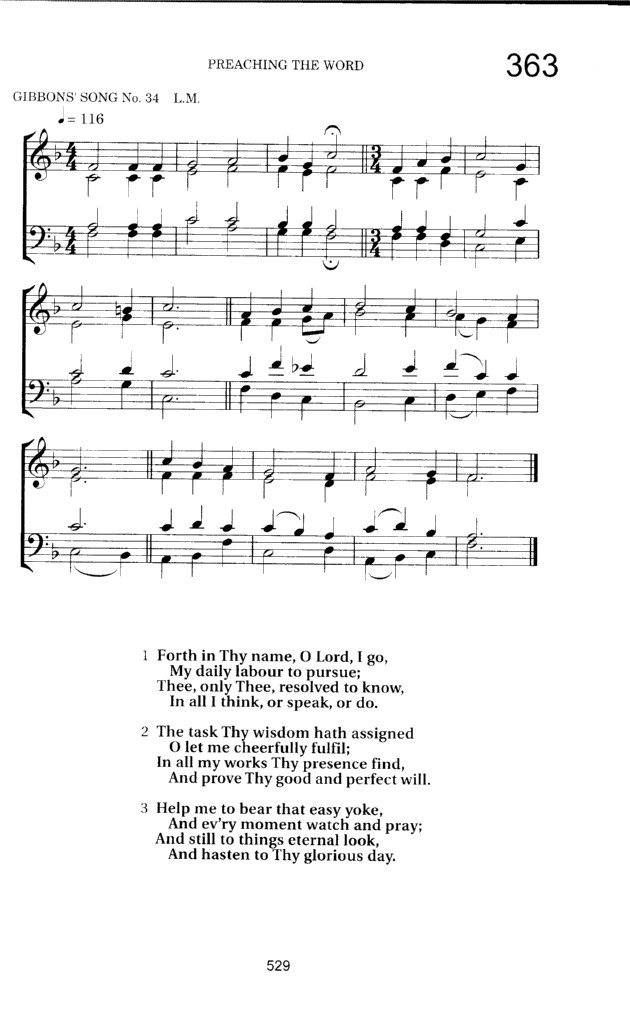 PREACHING THE WORD
363
GIBBONS' SONG No. 34 L.M.
♩= 116
1 Forth in Thy name, O Lord, I go,
My daily labour to pursue;
Thee, only Thee, resolved to know,
In all I think, or speak, or do.
2 The task Thy wisdom hath assigned
O let me cheerfully fulfil;
In all my works Thy presence find,
And prove Thy good and perfect will.
3 Help me to bear that easy yoke,
And ev'ry moment watch and pray;
And still to things eternal look,
And hasten to Thy glorious day.
529